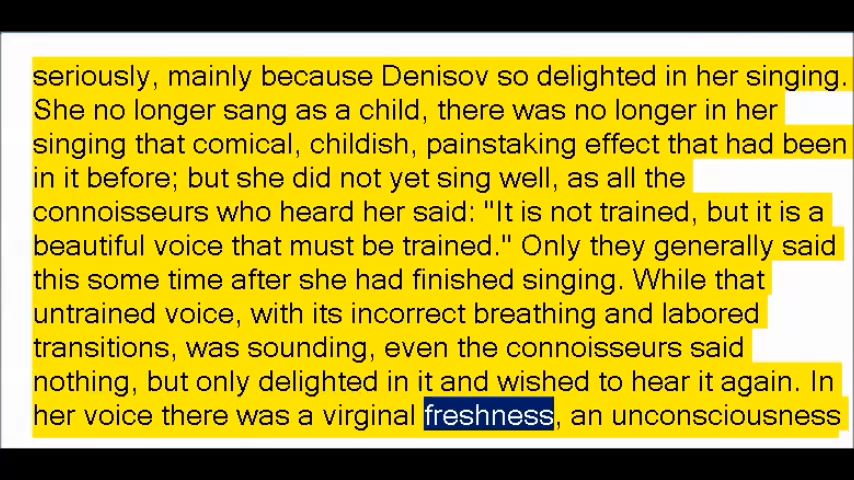 seriously, mainly because Denisov so delighted in her singing.
She no longer sang as a child, there was no longer in her
singing that comical, childish, painstaking effect that had been
in it before; but she did not yet sing well, as all the
connoisseurs who heard her said: "It is not trained, but it is a
beautiful voice that must be trained." Only they generally said
this some time after she had finished singing. While that
untrained voice, with its incorrect breathing and labored
transitions, was sounding, even the connoisseurs said
nothing, but only delighted in it and wished to hear it again. In
her voice there was a virginal freshness, an unconsciousness